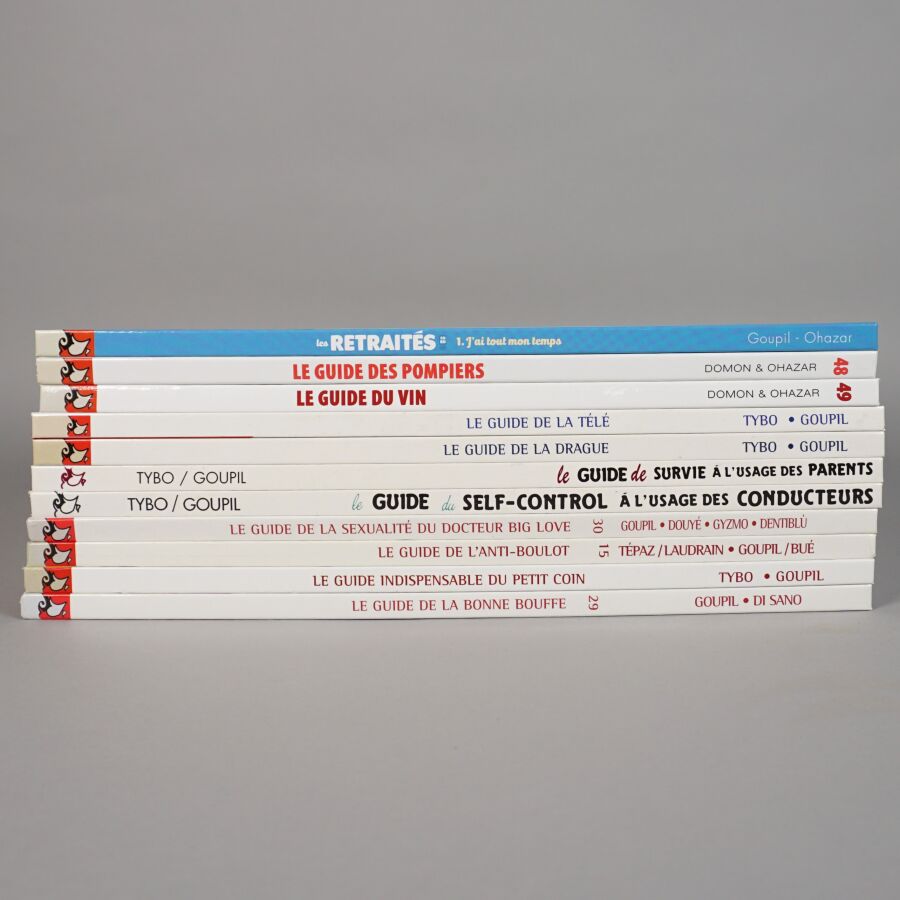 les RETRAITÉS 1. J'ai tout mon temps Goupil - Ohazar
LE GUIDE DES POMPIERS DOMON & OHAZAR 48
LE GUIDE DU VIN DOMON & OHAZAR 49
LE GUIDE DE LA TÉLÉ TYBO • GOUPIL
LE GUIDE DE LA DRAGUE TYBO • GOUPIL
TYBO / GOUPIL le GUIDE de SURVIE À L'USAGE DES PARENTS
TYBO / GOUPIL le GUIDE du SELF-CONTROL À L'USAGE DES CONDUCTEURS
LE GUIDE DE LA SEXUALITÉ DU DOCTEUR BIG LOVE 30 GOUPIL • DOUYÉ • GYZMO • DENTIBLÙ
LE GUIDE DE L'ANTI-BOULOT 15 TÉPAZ / LAUDRAIN • GOUPIL / BUÉ
LE GUIDE INDISPENSABLE DU PETIT COIN TYBO • GOUPIL
LE GUIDE DE LA BONNE BOUFFE 29 GOUPIL • DI SANO